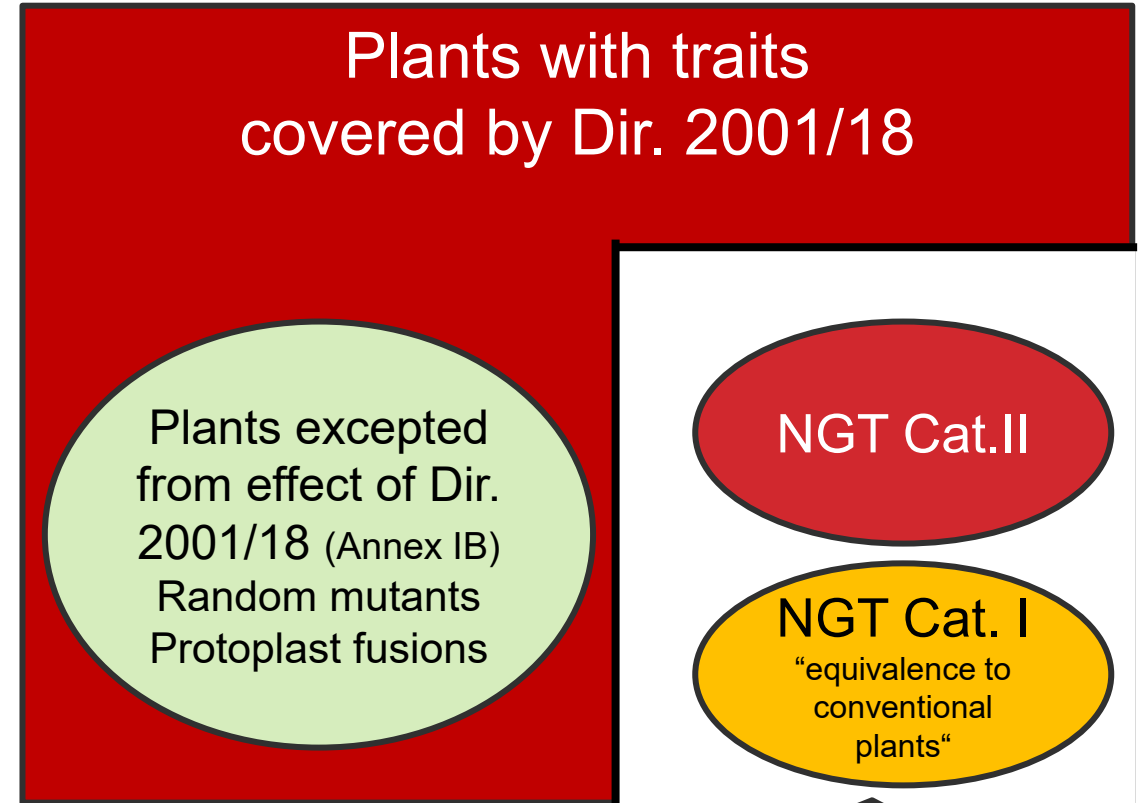 Plants with traits
covered by Dir. 2001/18
Plants excepted
from effect of Dir.
2001/18 (Annex IB)
Random mutants
Protoplast fusions
NGT Cat.II
NGT Cat. I
“equivalence to
conventional
plants“